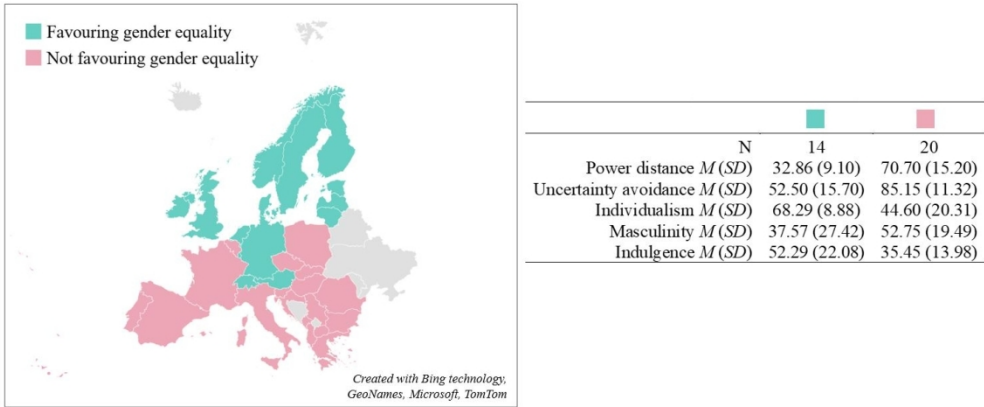 Favouring gender equality
Not favouring gender equality
Created with Bing technology,
GeoNames, Microsoft, TomTom
N 14 20
Power distance M (SD) 32.86 (9.10) 70.70 (15.20)
Uncertainty avoidance M (SD) 52.50 (15.70) 85.15 (11.32)
Individualism M (SD) 68.29 (8.88) 44.60 (20.31)
Masculinity M (SD) 37.57 (27.42) 52.75 (19.49)
Indulgence M (SD) 52.29 (22.08) 35.45 (13.98)